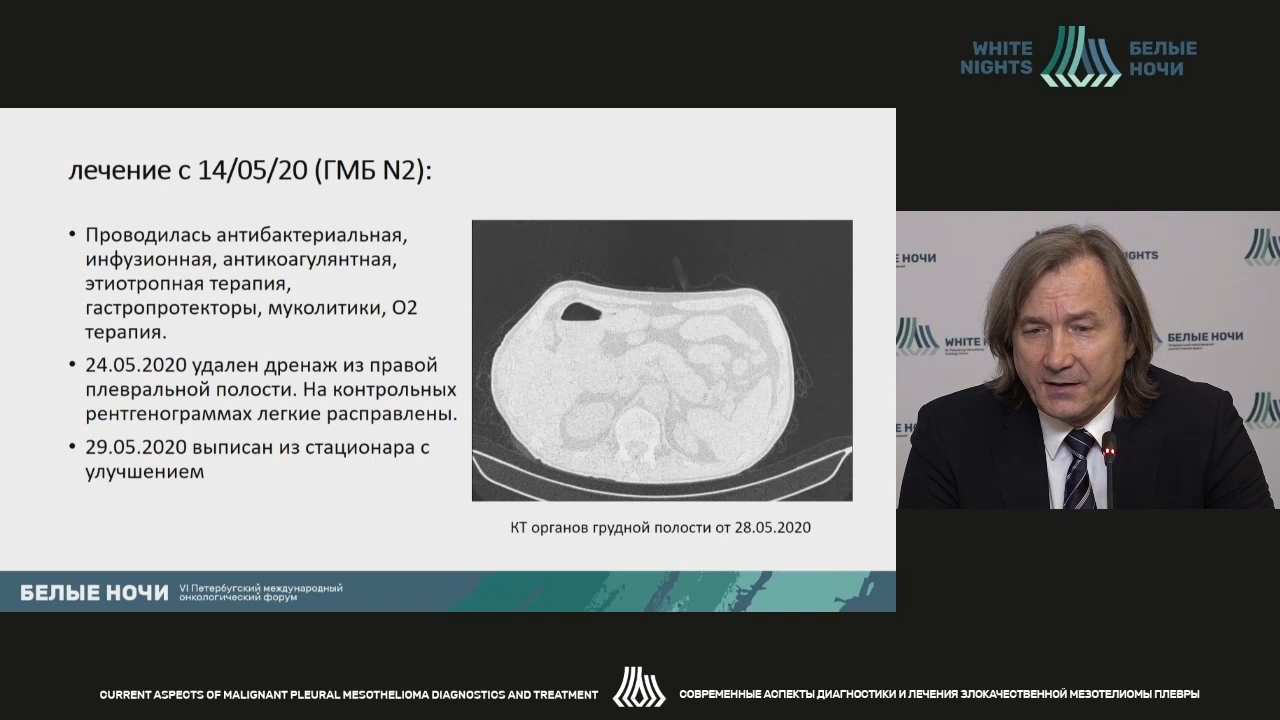 WHITE
NIGHTS
БЕЛЫЕ
НОЧИ
лечение с 14/05/20 (ГМБ N2):
• Проводилась антибактериальная,
инфузионная, антикоагулянтная,
этиотропная терапия,
гастропротекторы, муколитики, О2
терапия.
• 24.05.2020 удален дренаж из правой
плевральной полости. На контрольных
рентгенограммах легкие расправлены.
• 29.05.2020 выписан из стационара с
улучшением
КТ органов грудной полости от 28.05.2020
Е НОЧИ
GHTS
WHITE N
БЕЛЫЕ НОЧИ
БЕЛЫЕ НОЧИ
VI Петербугский международный
онкологический форум
CURRENT ASPECTS OF MALIGNANT PLEURAL MESOTHELIOMA DIAGNOSTICS AND TREATMENT
СОВРЕМЕННЫЕ АСПЕКТЫ ДИАГНОСТИКИ И ЛЕЧЕНИЯ ЗЛОКАЧЕСТВЕННОЙ МЕЗОТЕЛИОМЫ ПЛЕВРЫ